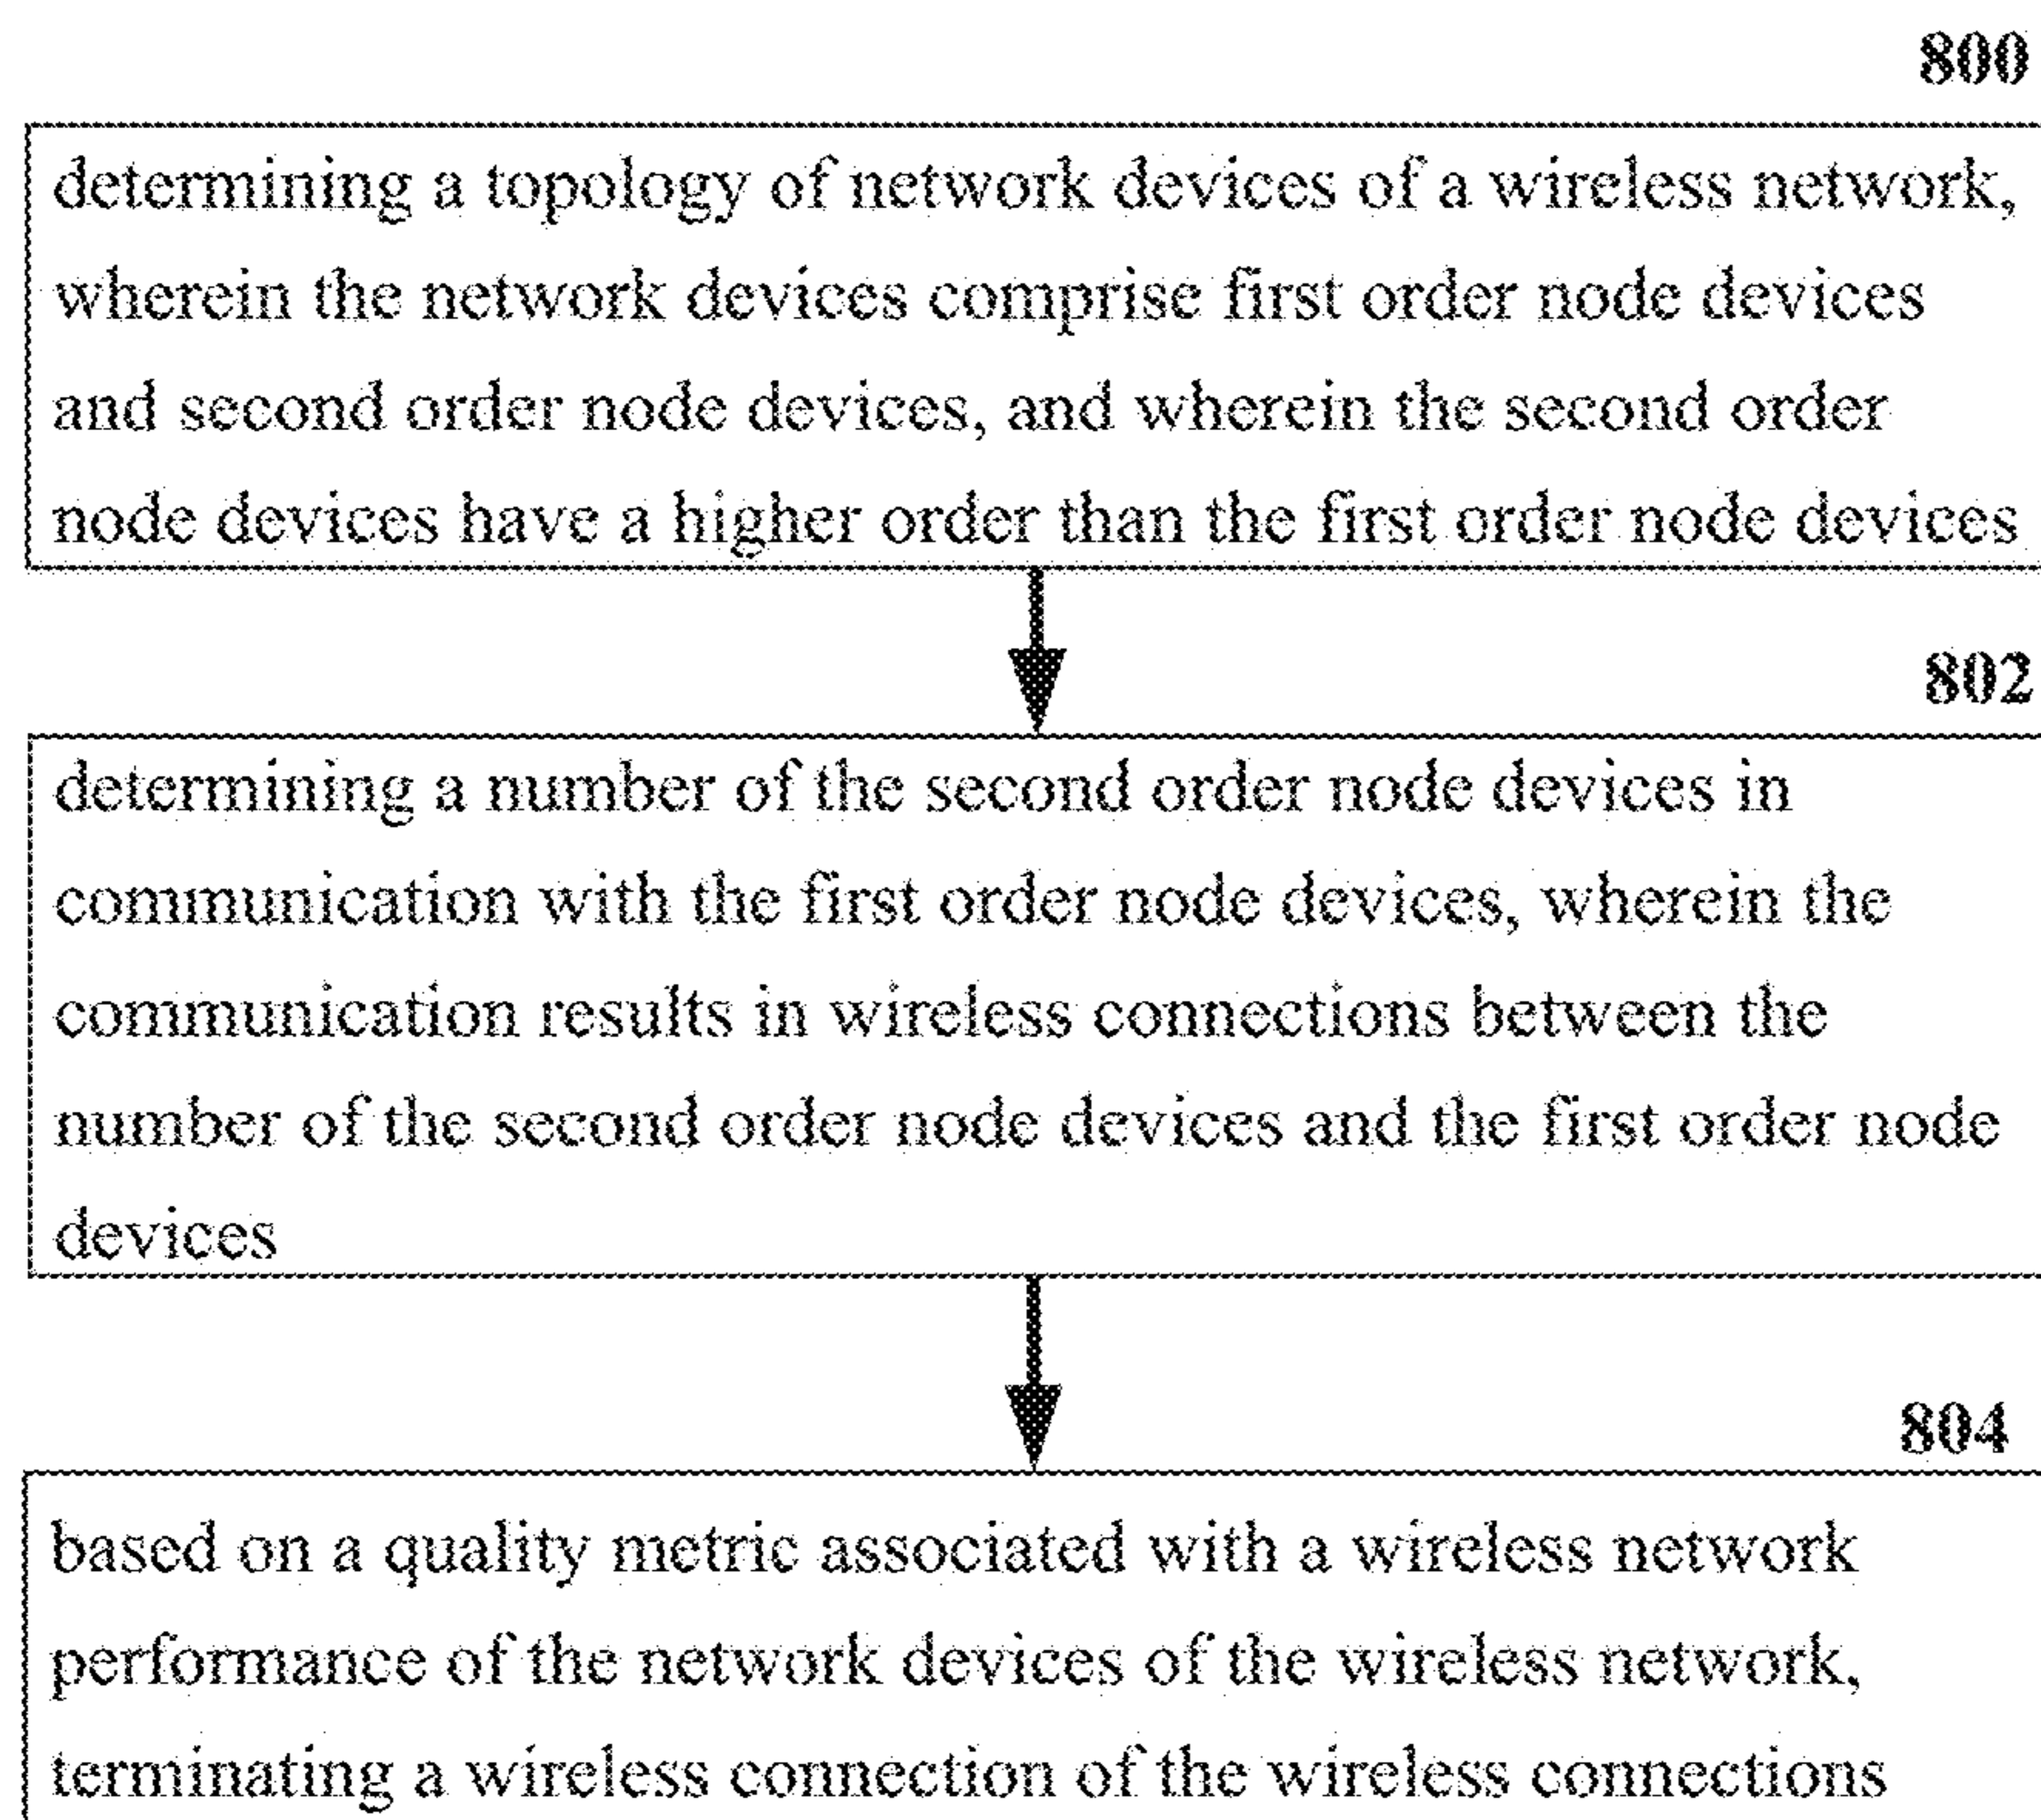 800
determining a topology of network devices of a wireless network,
wherein the network devices comprise first order node devices
and second order node devices, and wherein the second order
node devices have a higher order than the first order node devices
802
determining a number of the second order node devices in
communication with the first order node devices, wherein the
communication results in wireless connections between the
number of the second order node devices and the first order node
devices
804
based on a quality metric associated with a wireless network
performance of the network devices of the wireless network,
terminating a wireless connection of the wireless connections